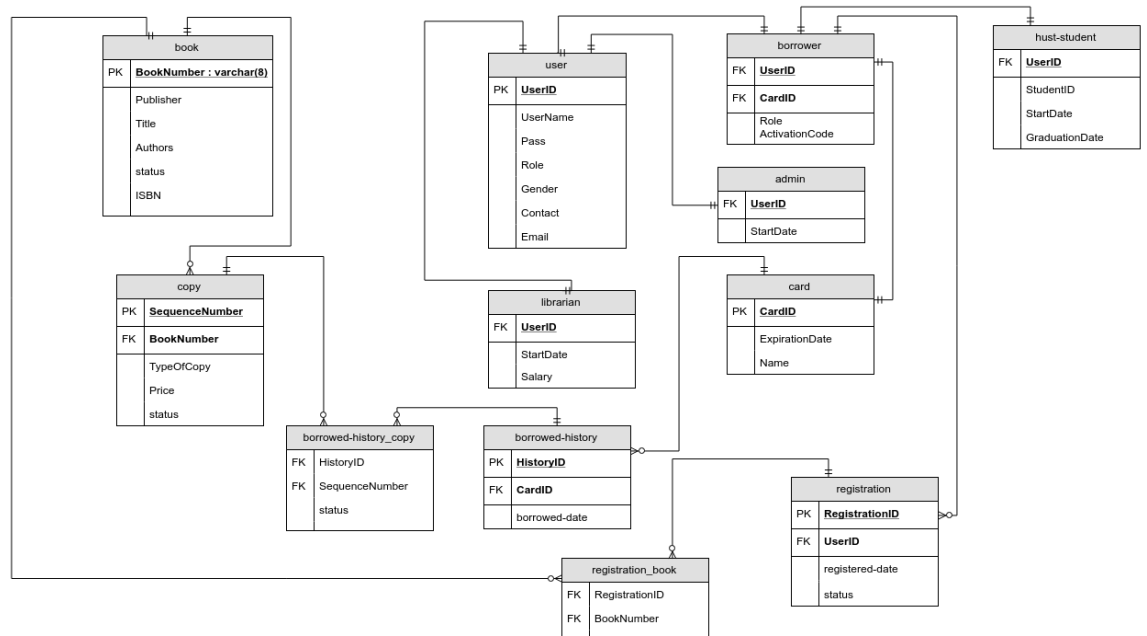 book
PK BookNumber : varchar(8)
Publisher
Title
Authors
status
ISBN
user
PK UserID
UserName
Pass
Role
Gender
Contact
Email
borrower
FK UserID
FK CardID
Role
ActivationCode
hust-student
FK UserID
StudentID
StartDate
GraduationDate
admin
FK UserID
StartDate
copy
PK SequenceNumber
FK BookNumber
TypeOfCopy
Price
status
librarian
FK UserID
StartDate
Salary
card
PK CardID
ExpirationDate
Name
borrowed-history_copy
FK HistoryID
FK SequenceNumber
status
borrowed-history
PK HistoryID
FK CardID
borrowed-date
registration
PK RegistrationID
FK UserID
registered-date
status
registration_book
FK RegistrationID
FK BookNumber